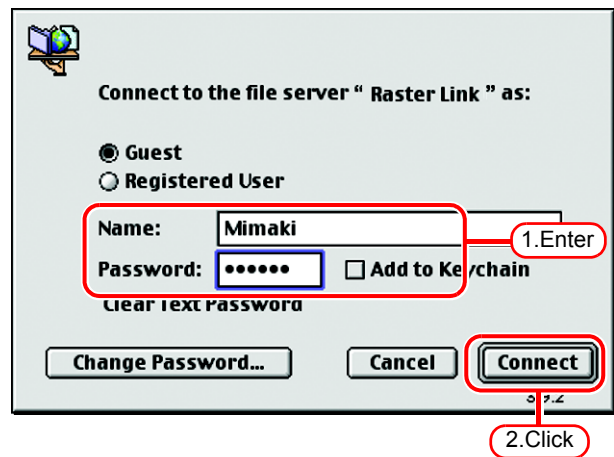 Connect to the file server “ Raster Link ” as:
Guest
Registered User
Name: Mimaki
1.Enter
Password: •••••• Add to Keychain
Clear Text Password
Change Password... Cancel Connect
2.Click